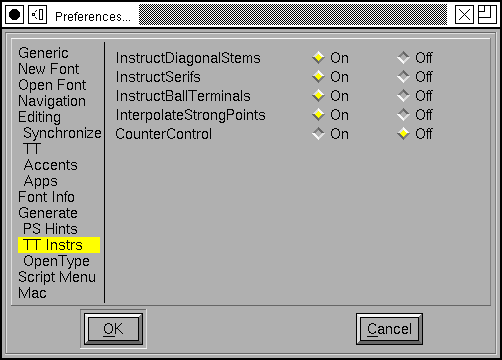 Preferences...
Generic
New Font
Open Font
Navigation
Editing
Synchronize
TT
Accents
Apps
Font Info
Generate
PS Hints
TT Instrs
OpenType
Script Menu
Mac
InstructDiagonalStems On Off
InstructSerifs On Off
InstructBallTerminals On Off
InterpolateStrongPoints On Off
CounterControl On Off
OK Cancel